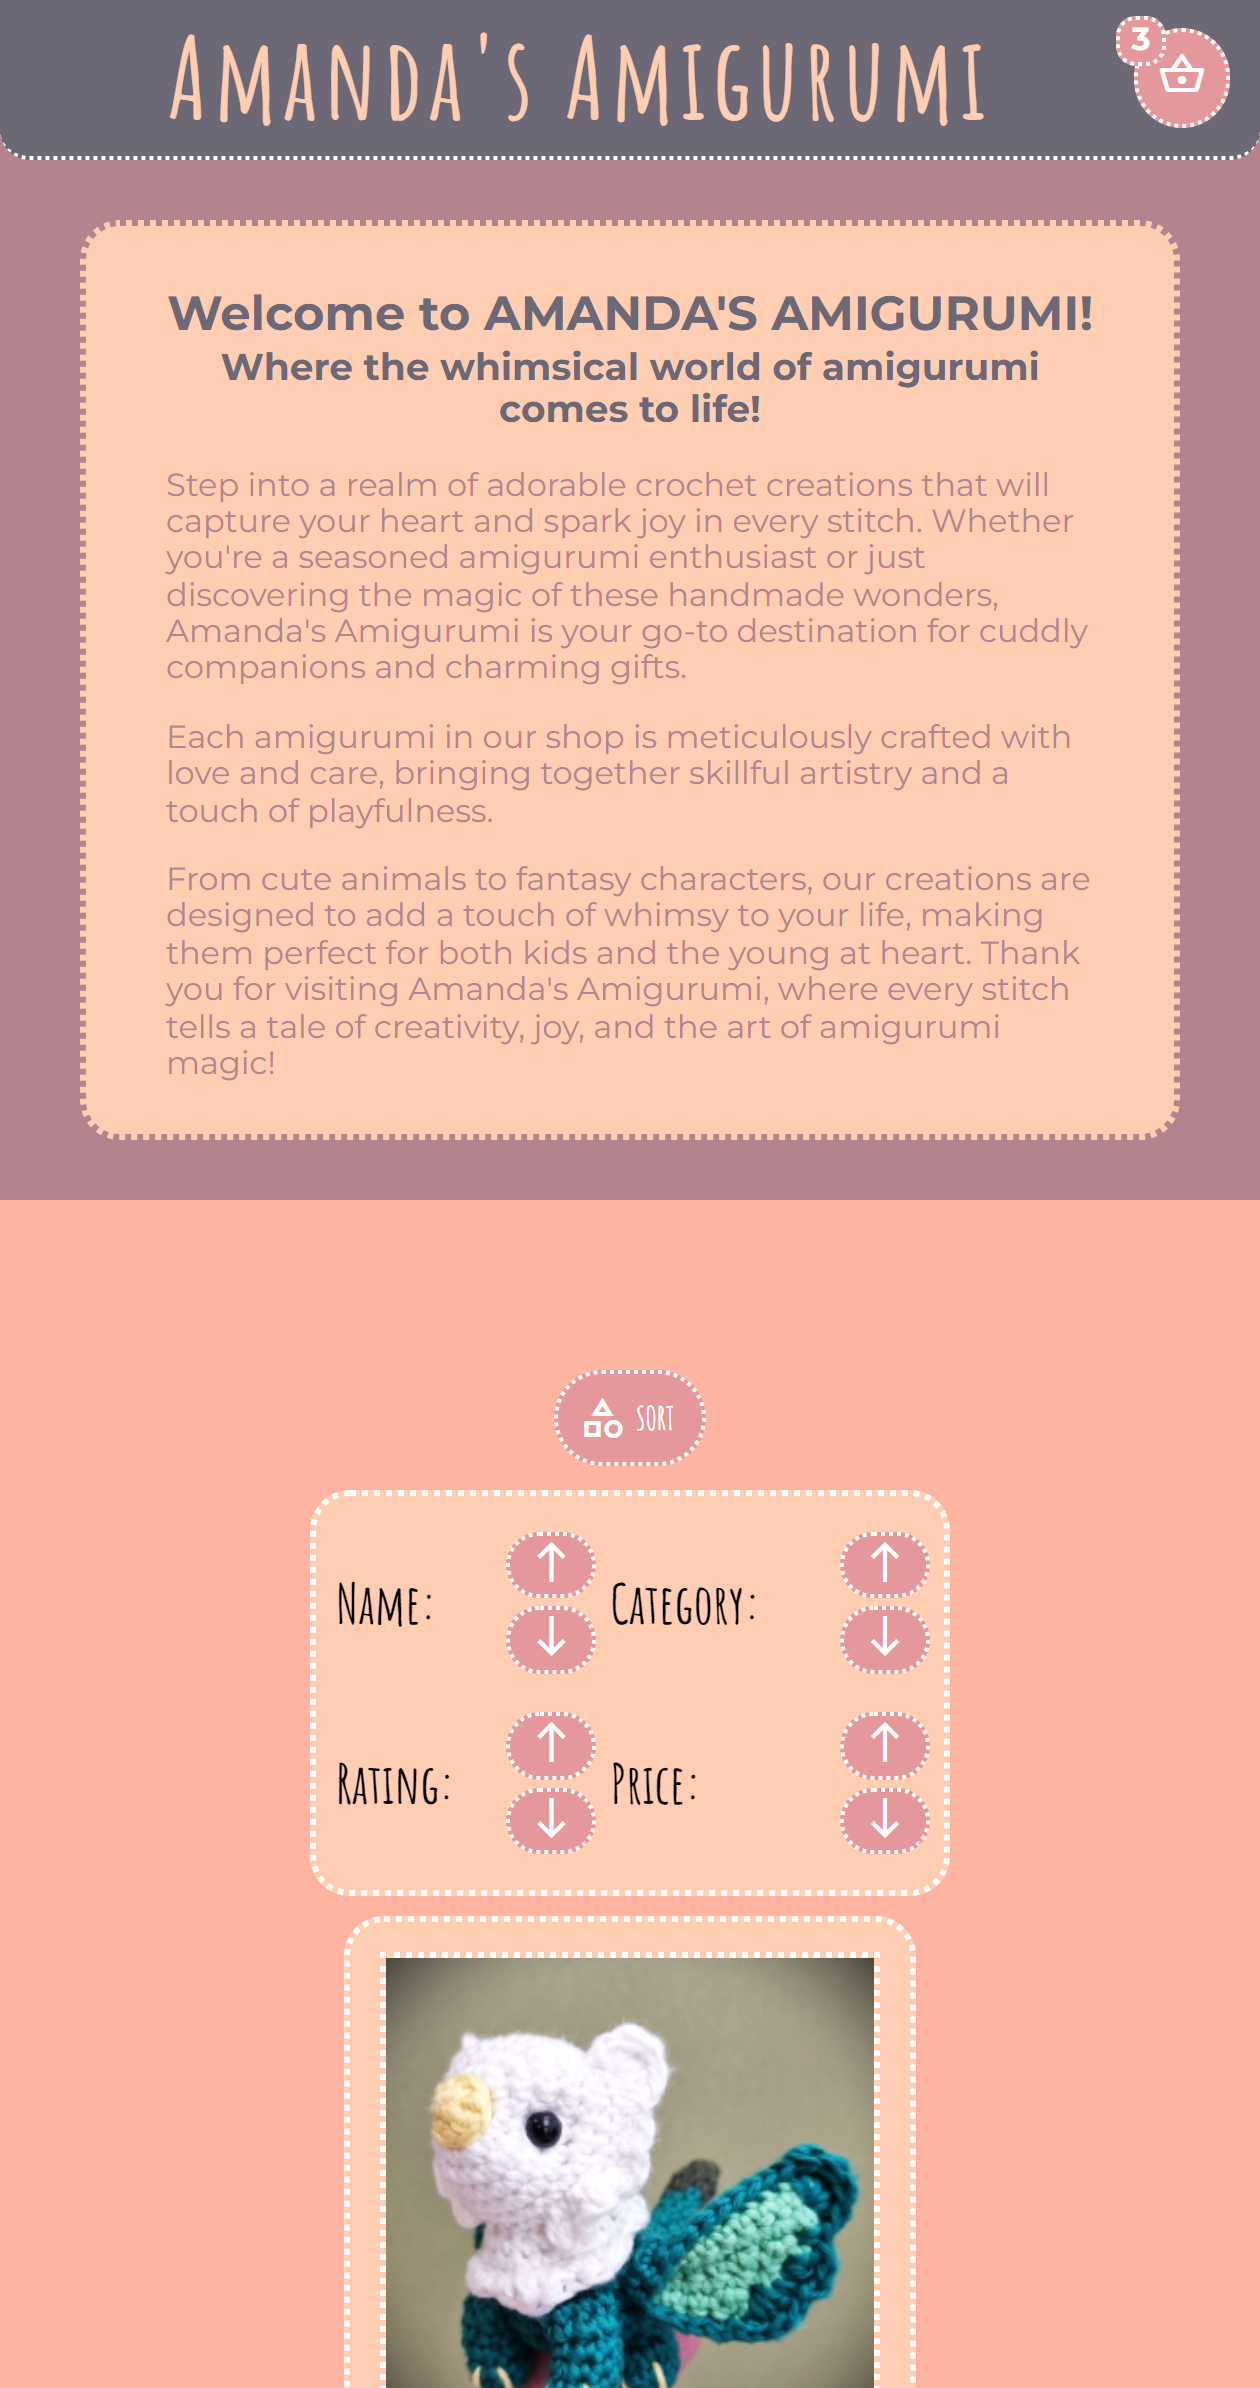 Amanda's Amigurumi
3
Welcome to AMANDA'S AMIGURUMI!
Where the whimsical world of amigurumi
comes to life!
Step into a realm of adorable crochet creations that will
capture your heart and spark joy in every stitch. Whether
you're a seasoned amigurumi enthusiast or just
discovering the magic of these handmade wonders,
Amanda's Amigurumi is your go-to destination for cuddly
companions and charming gifts.
Each amigurumi in our shop is meticulously crafted with
love and care, bringing together skillful artistry and a
touch of playfulness.
From cute animals to fantasy characters, our creations are
designed to add a touch of whimsy to your life, making
them perfect for both kids and the young at heart. Thank
you for visiting Amanda's Amigurumi, where every stitch
tells a tale of creativity, joy, and the art of amigurumi
magic!
SORT
Name:
Category:
Rating:
Price: